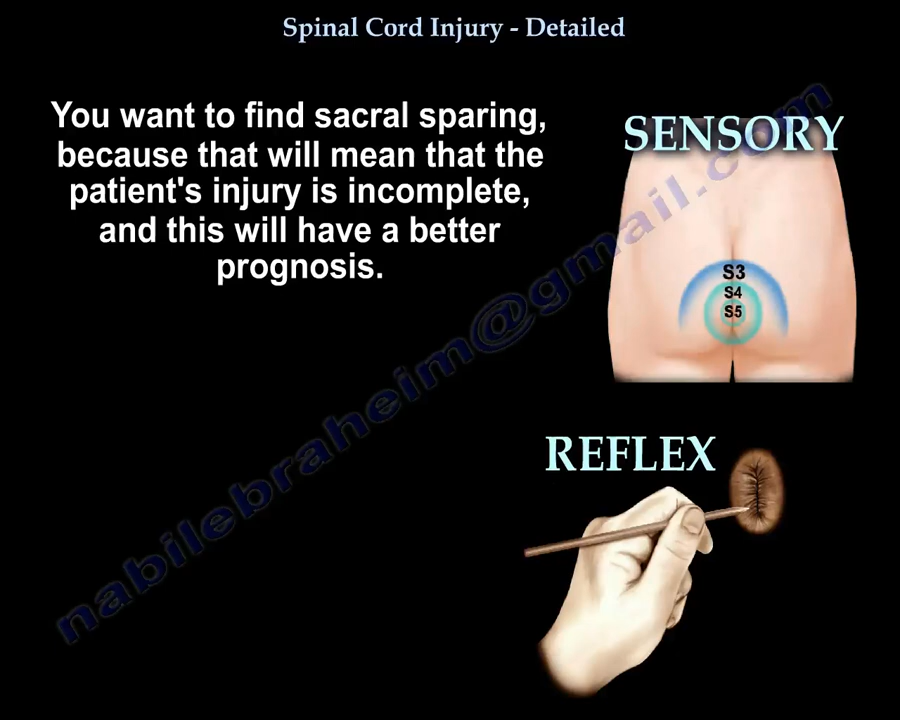 Spinal Cord Injury - Detailed
You want to find sacral sparing,
because that will mean that the
patient's injury is incomplete,
and this will have a better
prognosis.
SENSORY
S3
S4
S5
REFLEX
nabilebraheim@gmail.com